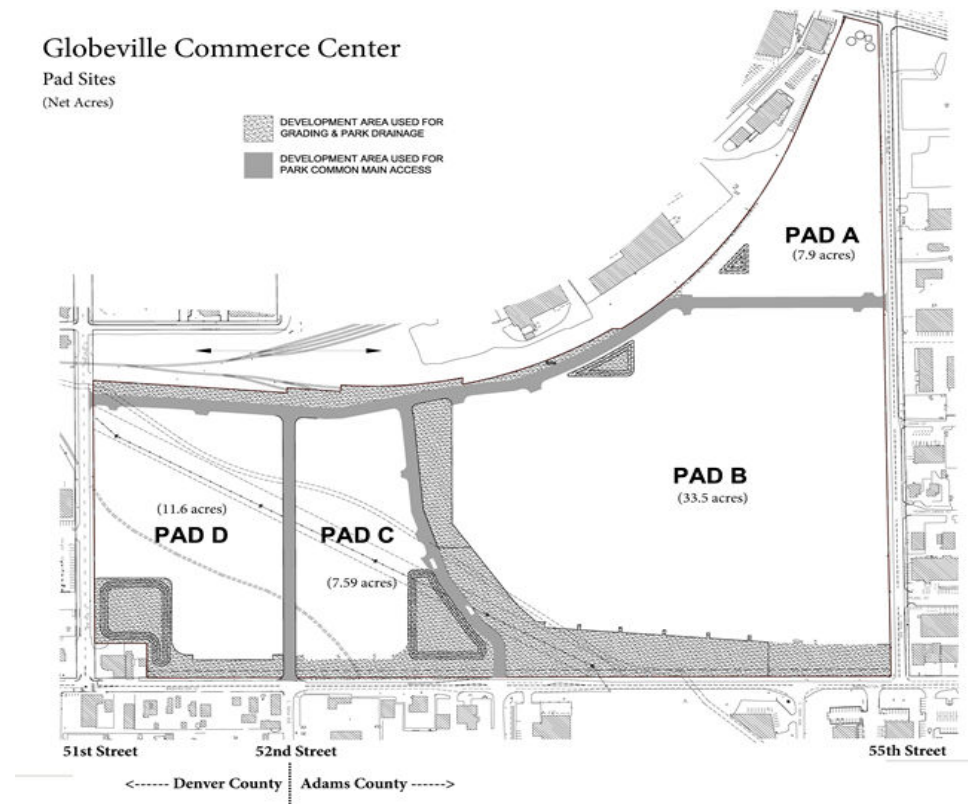 Globeville Commerce Center
Pad Sites
(Net Acres)
DEVELOPMENT AREA USED FOR
GRADING & PARK DRAINAGE
DEVELOPMENT AREA USED FOR
PARK COMMON MAIN ACCESS
PAD A
(7.9 acres)
PAD B
(33.5 acres)
(11.6 acres)
PAD D
PAD C
(7.59 acres)
51st Street
52nd Street
55th Street
<------ Denver County
Adams County ------>